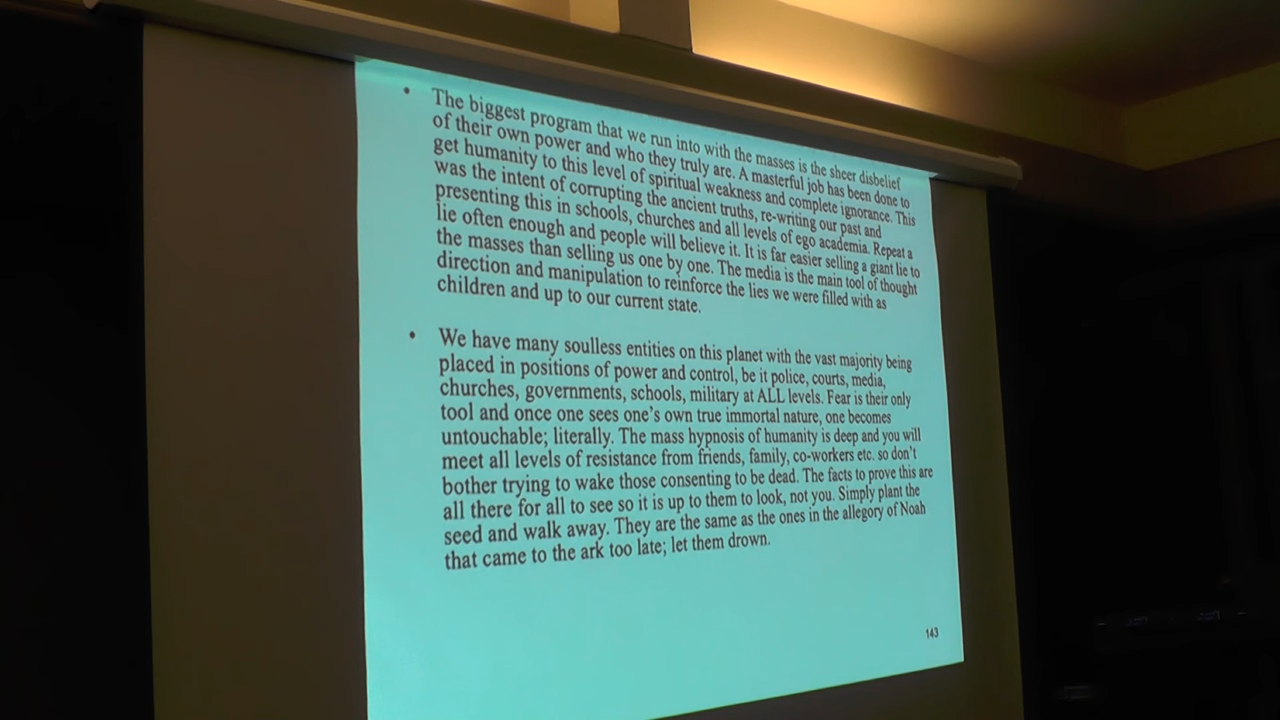 • The biggest program that we run into with the masses is the sheer disbelief
of their own power and who they truly are. A masterful job has been done to
get humanity to this level of spiritual weakness and complete ignorance. This
was the intent of corrupting the ancient truths, re-writing our past and
presenting this in schools, churches and all levels of ego academia. Repeat a
lie often enough and people will believe it. It is far easier selling a giant lie to
the masses than selling us one by one. The media is the main tool of thought
direction and manipulation to reinforce the lies we were filled with as
children and up to our current state.
• We have many soulless entities on this planet with the vast majority being
placed in positions of power and control, be it police, courts, media,
churches, governments, schools, military at ALL levels. Fear is their only
tool and once one sees one's own true immortal nature, one becomes
untouchable; literally. The mass hypnosis of humanity is deep and you will
meet all levels of resistance from friends, family, co-workers etc. so don't
bother trying to wake those consenting to be dead. The facts to prove this are
all there for all to see so it is up to them to look, not you. Simply plant the
seed and walk away. They are the same as the ones in the allegory of Noah
that came to the ark too late; let them drown.
143